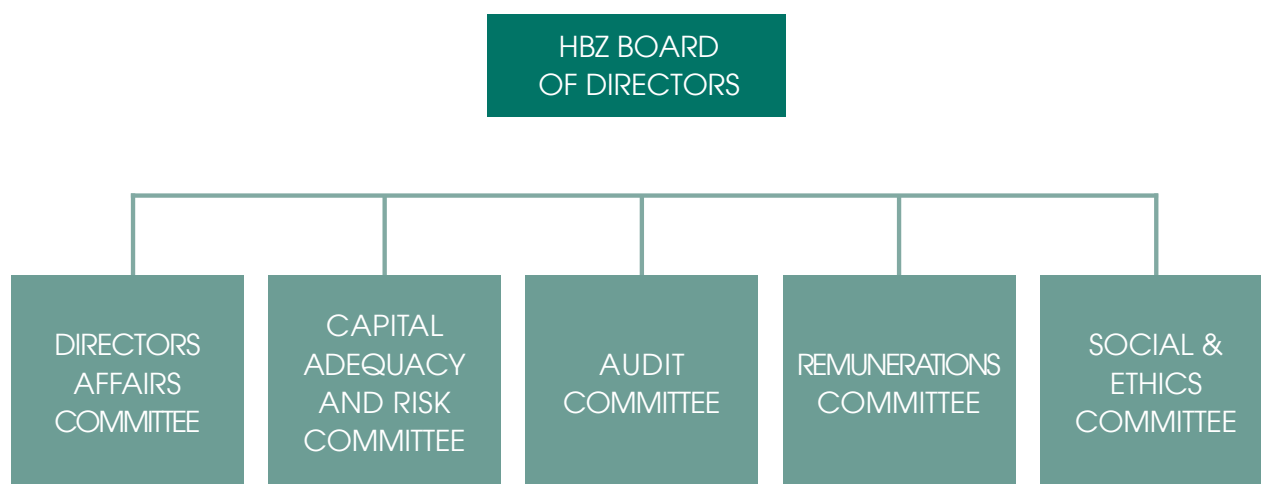 HBZ BOARD
OF DIRECTORS
DIRECTORS
AFFAIRS
COMMITTEE
CAPITAL
ADEQUACY
AND RISK
COMMITTEE
AUDIT
COMMITTEE
REMUNERATIONS
COMMITTEE
SOCIAL &
ETHICS
COMMITTEE